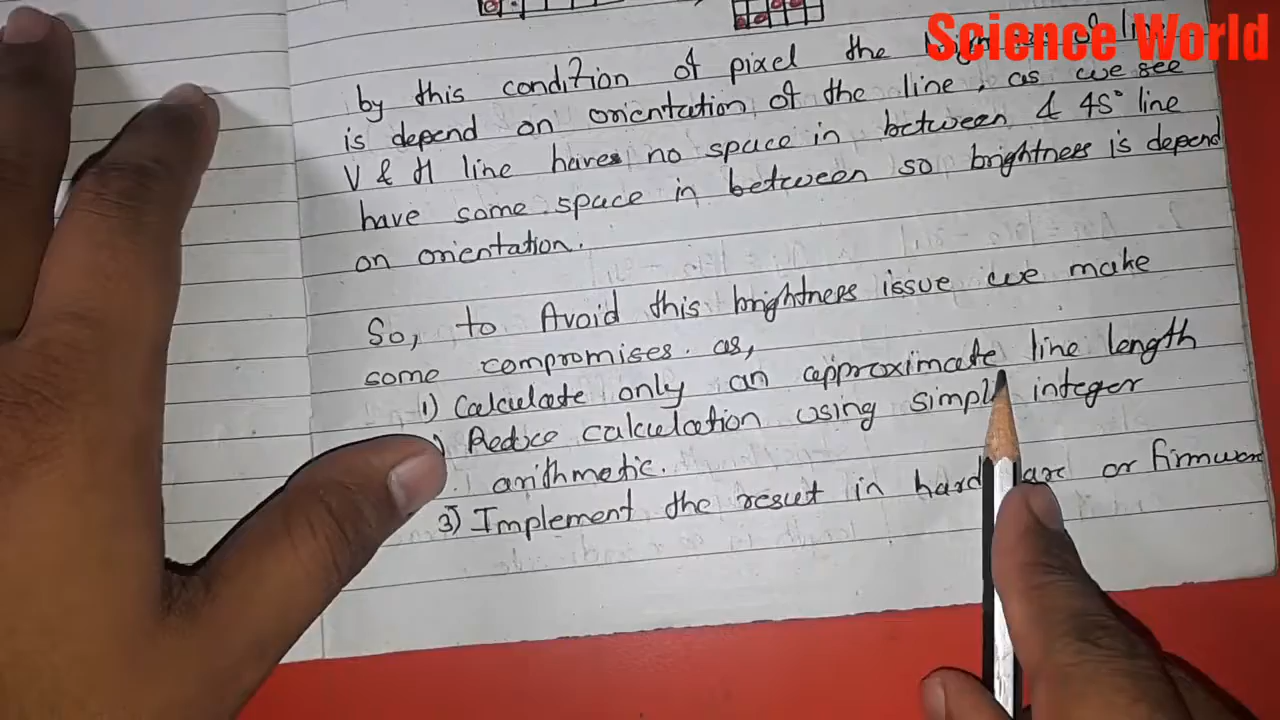 Science World
by this condition of pixel the of line
is depend on orientation of the line, as we see
V & H line haves no space in between & 45° line
have some space in between so brightness is depend
on orientation.
So, to Avoid this brightness issue we make
some compromises. as,
1) Calculate only an approximate line length
) Reduce calculation using simple integer
arithmetic.
3) Implement the result in hard are or firmware